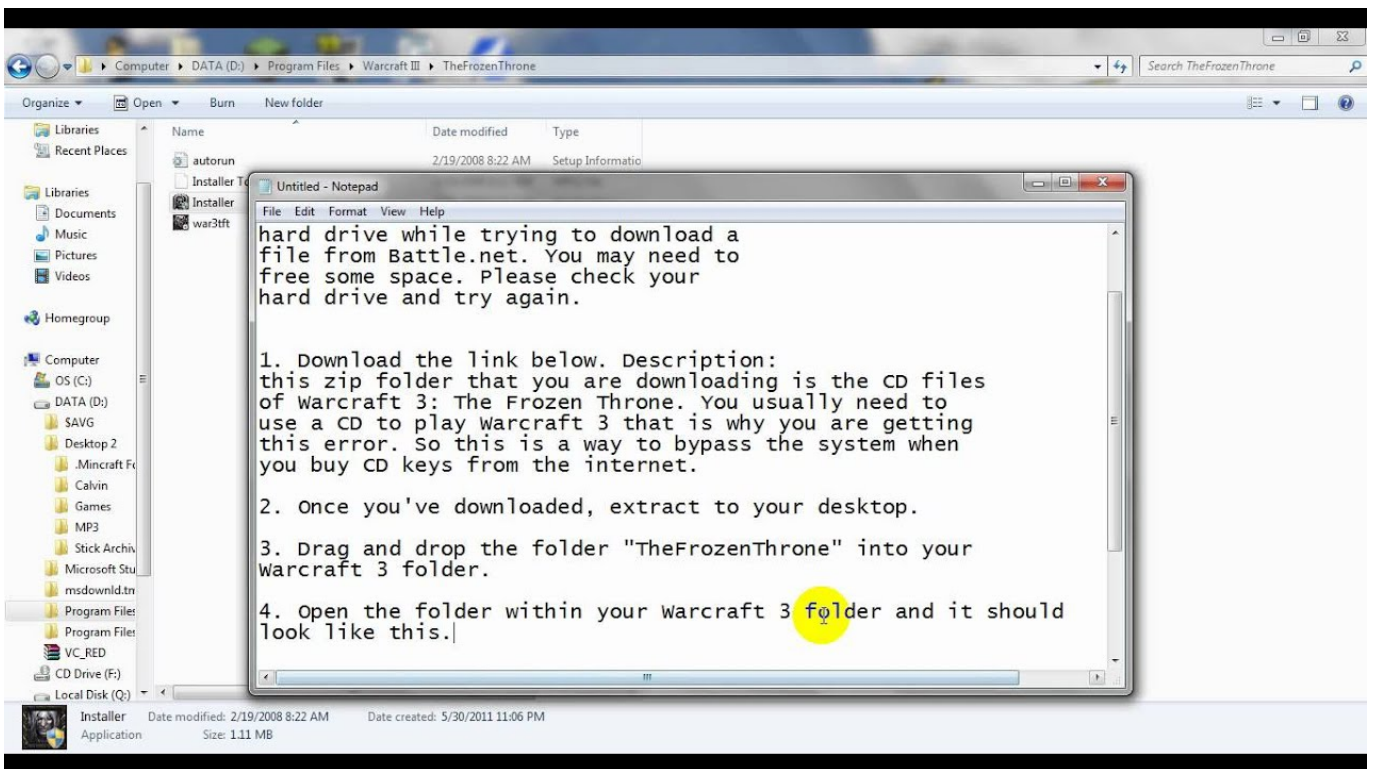 Computer ▸ DATA (D:) ▸ Program Files ▸ Warcraft III ▸ TheFrozenThrone
Search TheFrozenThrone
Organize Open Burn New folder
Libraries
Recent Places
Libraries
Documents
Music
Pictures
Videos
Homegroup
Computer
OS (C:)
DATA (D:)
$AVG
Desktop 2
.Mincraft Fo
Calvin
Games
MP3
Stick Archiv
Microsoft Stu
msdownld.tm
Program Files
Program Files
VC_RED
CD Drive (F:)
Local Disk (Q:)
Name Date modified Type
autorun 2/19/2008 8:22 AM Setup Informatio
Installer To
Installer
war3tft
Untitled - Notepad
File Edit Format View Help
hard drive while trying to download a
file from Battle.net. You may need to
free some space. Please check your
hard drive and try again.
1. Download the link below. Description:
this zip folder that you are downloading is the CD files
of Warcraft 3: The Frozen Throne. You usually need to
use a CD to play Warcraft 3 that is why you are getting
this error. So this is a way to bypass the system when
you buy CD keys from the internet.
2. Once you've downloaded, extract to your desktop.
3. Drag and drop the folder "TheFrozenThrone" into your
Warcraft 3 folder.
4. Open the folder within your Warcraft 3 folder and it should
look like this.
Installer Date modified: 2/19/2008 8:22 AM Date created: 5/30/2011 11:06 PM
Application Size: 1.11 MB